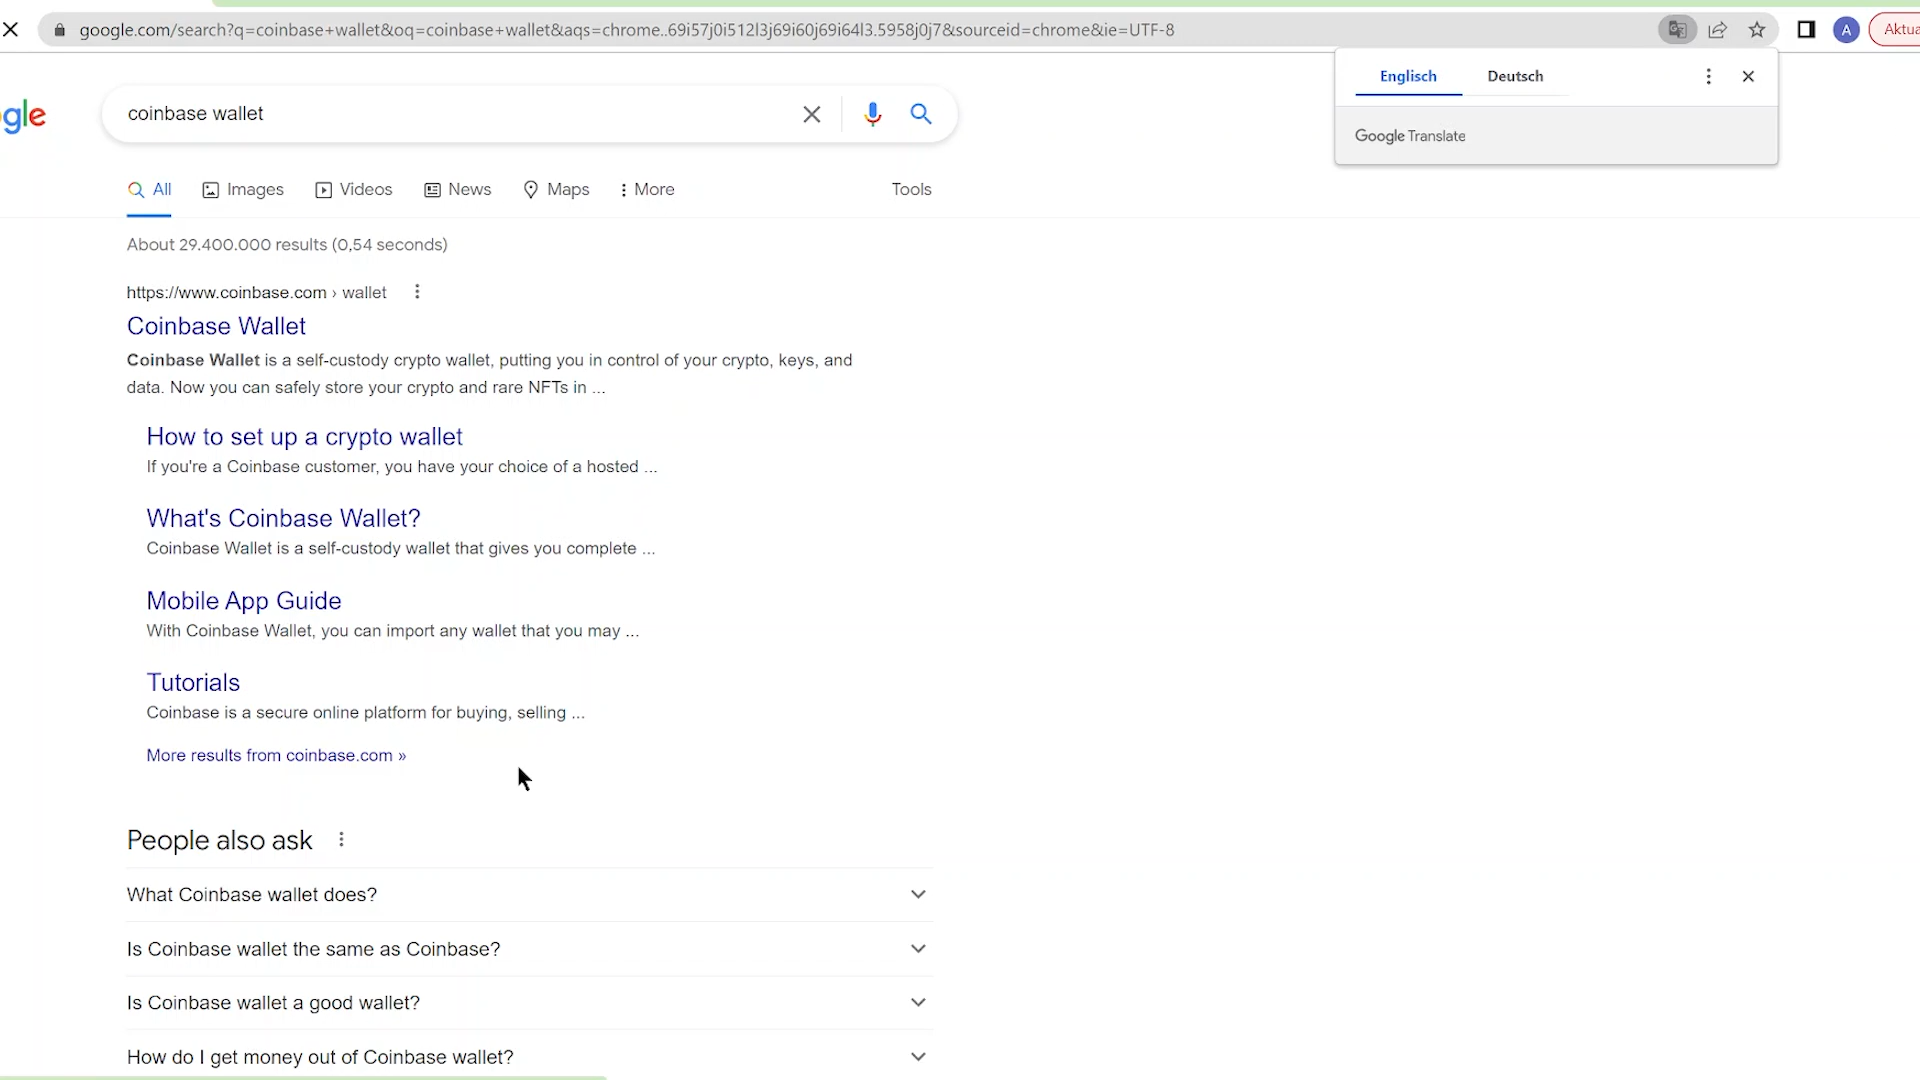 google.com/search?q=coinbase+wallet&oq=coinbase+wallet&aqs=chrome..69i57j0i512l3j69i60j69i64l3.5958j0j7&sourceid=chrome&ie=UTF-8
A
Aktua
Englisch
Deutsch
Google Translate
gle
coinbase wallet
All
Images
Videos
News
Maps
More
Tools
About 29.400.000 results (0,54 seconds)
https://www.coinbase.com › wallet
Coinbase Wallet
Coinbase Wallet is a self-custody crypto wallet, putting you in control of your crypto, keys, and
data. Now you can safely store your crypto and rare NFTs in ...
How to set up a crypto wallet
If you're a Coinbase customer, you have your choice of a hosted ...
What's Coinbase Wallet?
Coinbase Wallet is a self-custody wallet that gives you complete ...
Mobile App Guide
With Coinbase Wallet, you can import any wallet that you may ...
Tutorials
Coinbase is a secure online platform for buying, selling ...
More results from coinbase.com »
People also ask
What Coinbase wallet does?
Is Coinbase wallet the same as Coinbase?
Is Coinbase wallet a good wallet?
How do I get money out of Coinbase wallet?